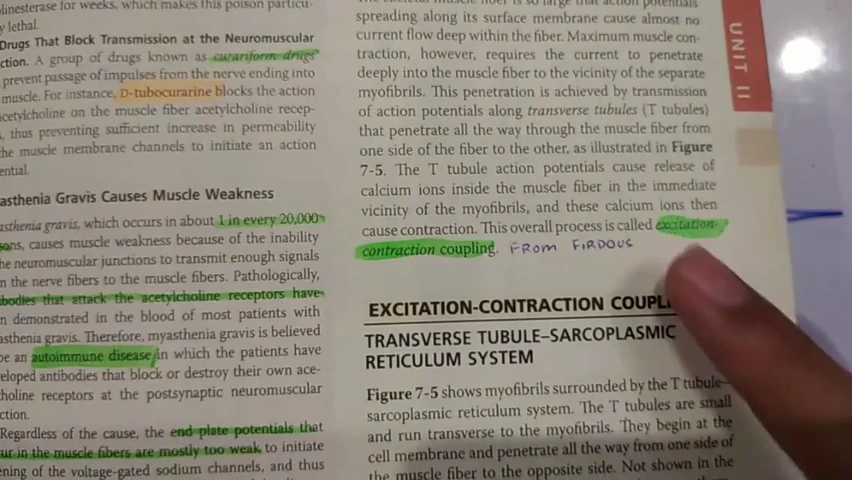 linesterase for weeks, which makes this poison particu-
y lethal.
Drugs That Block Transmission at the Neuromuscular
ction. A group of drugs known as curariform drugs
prevent passage of impulses from the nerve ending into
muscle. For instance, D-tubocurarine blocks the action
acetylcholine on the muscle fiber acetylcholine recep-
, thus preventing sufficient increase in permeability
he muscle membrane channels to initiate an action
ential.
asthenia Gravis Causes Muscle Weakness
asthenia gravis, which occurs in about 1 in every 20,000
sons, causes muscle weakness because of the inability
he neuromuscular junctions to transmit enough signals
m the nerve fibers to the muscle fibers. Pathologically,
ibodies that attack the acetylcholine receptors have
n demonstrated in the blood of most patients with
asthenia gravis. Therefore, myasthenia gravis is believed
be an autoimmune disease in which the patients have
eloped antibodies that block or destroy their own ace-
choline receptors at the postsynaptic neuromuscular
ction.
Regardless of the cause, the end plate potentials that
ur in the muscle fibers are mostly too weak to initiate
ening of the voltage-gated sodium channels, and thus
spreading along its surface membrane cause almost no
current flow deep within the fiber. Maximum muscle con-
traction, however, requires the current to penetrate
deeply into the muscle fiber to the vicinity of the separate
myofibrils. This penetration is achieved by transmission
of action potentials along transverse tubules (T tubules)
that penetrate all the way through the muscle fiber from
one side of the fiber to the other, as illustrated in Figure
7-5. The T tubule action potentials cause release of
calcium ions inside the muscle fiber in the immediate
vicinity of the myofibrils, and these calcium ions then
cause contraction. This overall process is called excitation-
contraction coupling. FROM FIRDOUS
EXCITATION-CONTRACTION COUPL
TRANSVERSE TUBULE–SARCOPLASMIC
RETICULUM SYSTEM
Figure 7-5 shows myofibrils surrounded by the T tubule–
sarcoplasmic reticulum system. The T tubules are small
and run transverse to the myofibrils. They begin at the
cell membrane and penetrate all the way from one side of
the muscle fiber to the opposite side. Not shown in the
UNIT II